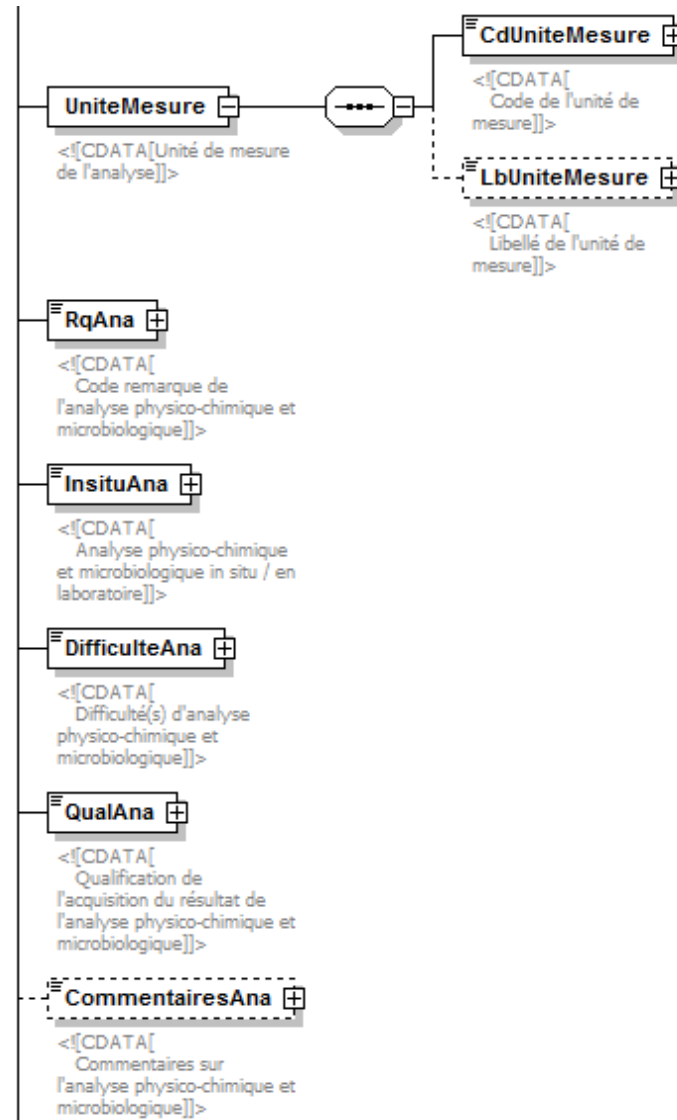 CdUniteMesure
<![CDATA[
Code de l'unité de
mesure]]>
UniteMesure
<![CDATA[Unité de mesure
de l'analyse]]>
LbUniteMesure
<![CDATA[
Libellé de l'unité de
mesure]]>
RqAna
<![CDATA[
Code remarque de
l'analyse physico-chimique et
microbiologique]]>
InsituAna
<![CDATA[
Analyse physico-chimique
et microbiologique in situ / en
laboratoire]]>
DifficulteAna
<![CDATA[
Difficulté(s) d'analyse
physico-chimique et
microbiologique]]>
QualAna
<![CDATA[
Qualification de
l'acquisition du résultat de
l'analyse physico-chimique et
microbiologique]]>
CommentairesAna
<![CDATA[
Commentaires sur
l'analyse physico-chimique et
microbiologique]]>